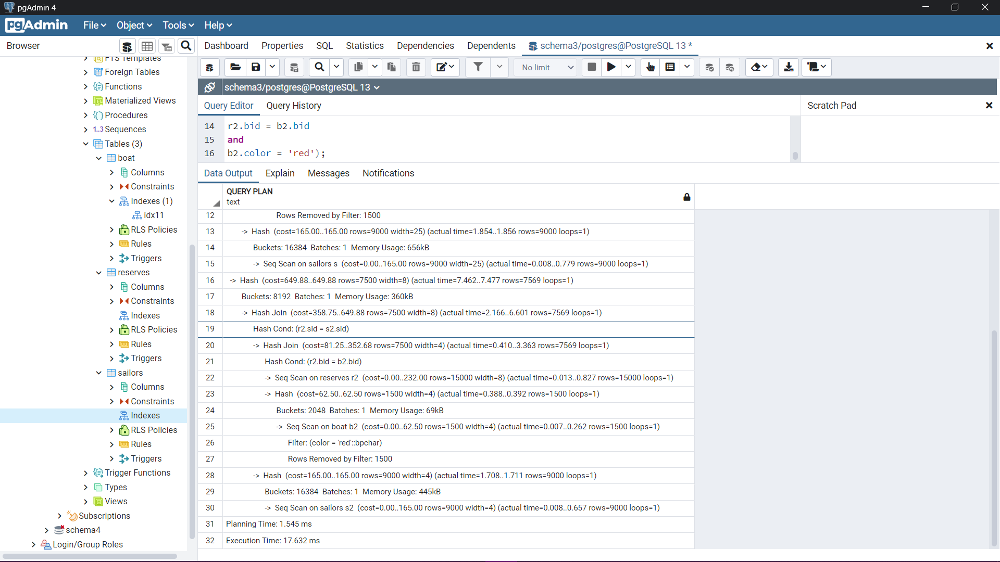 pgAdmin 4
pgAdmin
File
Object
Tools
Help
Browser
Dashboard
Properties
SQL
Statistics
Dependencies
Dependents
schema3/postgres@PostgreSQL 13 *
FTS Templates
Foreign Tables
Functions
Materialized Views
Procedures
1..3 Sequences
Tables (3)
boat
Columns
Constraints
Indexes (1)
idx11
RLS Policies
Rules
Triggers
reserves
Columns
Constraints
Indexes
RLS Policies
Rules
Triggers
sailors
Columns
Constraints
Indexes
RLS Policies
Rules
Triggers
Trigger Functions
Types
Views
Subscriptions
schema4
Login/Group Roles
No limit
schema3/postgres@PostgreSQL 13
Query Editor
Query History
Scratch Pad
14 r2.bid = b2.bid
15 and
16 b2.color = 'red');
Data Output
Explain
Messages
Notifications
QUERY PLAN
text
12 Rows Removed by Filter: 1500
13 -> Hash (cost=165.00..165.00 rows=9000 width=25) (actual time=1.854..1.856 rows=9000 loops=1)
14 Buckets: 16384 Batches: 1 Memory Usage: 656kB
15 -> Seq Scan on sailors s (cost=0.00..165.00 rows=9000 width=25) (actual time=0.008..0.779 rows=9000 loops=1)
16 -> Hash (cost=649.88..649.88 rows=7500 width=8) (actual time=7.462..7.477 rows=7569 loops=1)
17 Buckets: 8192 Batches: 1 Memory Usage: 360kB
18 -> Hash Join (cost=358.75..649.88 rows=7500 width=8) (actual time=2.166..6.601 rows=7569 loops=1)
19 Hash Cond: (r2.sid = s2.sid)
20 -> Hash Join (cost=81.25..352.68 rows=7500 width=4) (actual time=0.410..3.363 rows=7569 loops=1)
21 Hash Cond: (r2.bid = b2.bid)
22 -> Seq Scan on reserves r2 (cost=0.00..232.00 rows=15000 width=8) (actual time=0.013..0.827 rows=15000 loops=1)
23 -> Hash (cost=62.50..62.50 rows=1500 width=4) (actual time=0.388..0.392 rows=1500 loops=1)
24 Buckets: 2048 Batches: 1 Memory Usage: 69kB
25 -> Seq Scan on boat b2 (cost=0.00..62.50 rows=1500 width=4) (actual time=0.007..0.262 rows=1500 loops=1)
26 Filter: (color = 'red'::bpchar)
27 Rows Removed by Filter: 1500
28 -> Hash (cost=165.00..165.00 rows=9000 width=4) (actual time=1.708..1.711 rows=9000 loops=1)
29 Buckets: 16384 Batches: 1 Memory Usage: 445kB
30 -> Seq Scan on sailors s2 (cost=0.00..165.00 rows=9000 width=4) (actual time=0.008..0.657 rows=9000 loops=1)
31 Planning Time: 1.545 ms
32 Execution Time: 17.632 ms